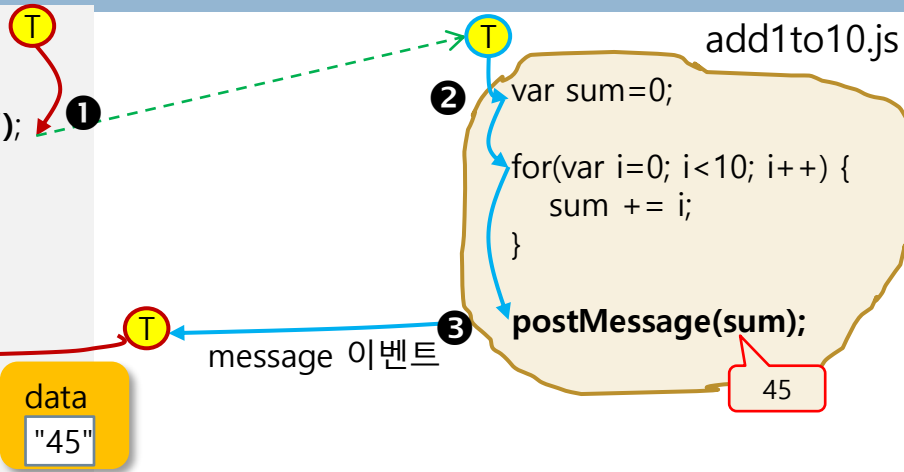 T
T
add1to10.js
❶
❷
var sum=0;
);
for(var i=0; i<10; i++) {
sum += i;
}
T
❸
postMessage(sum);
message 이벤트
45
data
"45"